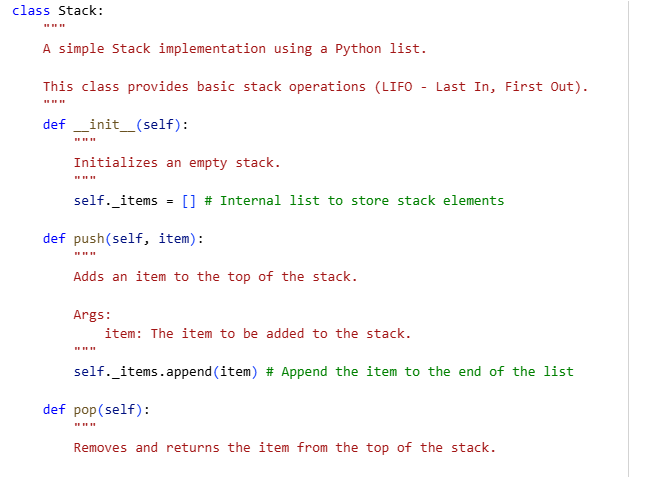 class Stack:
    """
    A simple Stack implementation using a Python list.

    This class provides basic stack operations (LIFO - Last In, First Out).
    """
    def __init__(self):
        """
        Initializes an empty stack.
        """
        self._items = [] # Internal list to store stack elements

    def push(self, item):
        """
        Adds an item to the top of the stack.

        Args:
            item: The item to be added to the stack.
        """
        self._items.append(item) # Append the item to the end of the list

    def pop(self):
        """
        Removes and returns the item from the top of the stack.